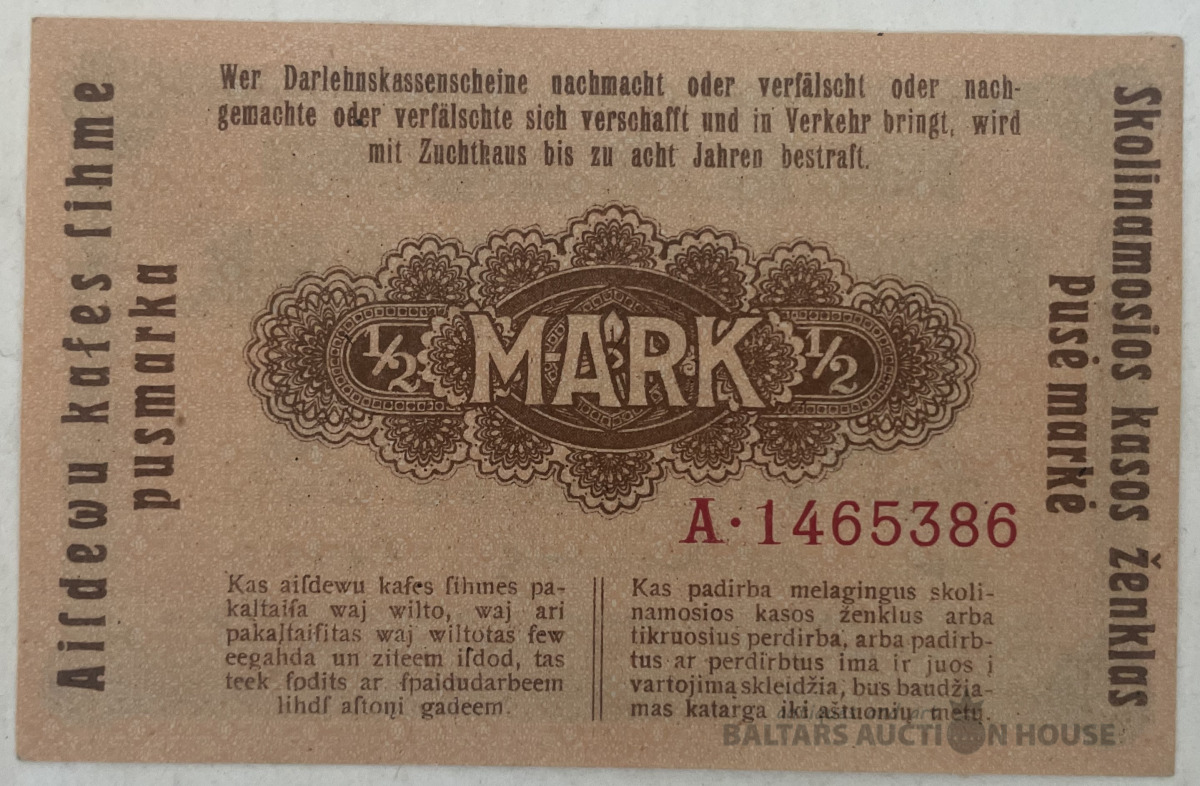 Wer Darlehnskassenscheine nachmacht oder verfälscht oder nach-
gemachte oder verfälschte sich verschafft und in Verkehr bringt, wird
mit Zuchthaus bis zu acht Jahren bestraft.
Aiſdewu kaſes ſihme
pusmarka
1/2 MARK 1/2
Skolinamosios kasos ženklas
Pusė markė
A·1465386
Kas aiſdewu kaſes ſihmes pa-
kaltaiſa waj wilto, waj ari
pakaltaiſitas waj wiltotas ſew
eegahda un ziteem iſdod, tas
teek ſodits ar ſpaidudarbeem
lihdſ aſtoņi gadeem.
Kas padirba melagingus skoli-
namosios kasos ženklus arba
tikruosius perdirba, arba padirb-
tus ar perdirbtus ima ir juos į
vartojimą skleidžia, bus baudžia-
mas katarga iki aštuonių metų.
BALTARS AUCTION HOUSE